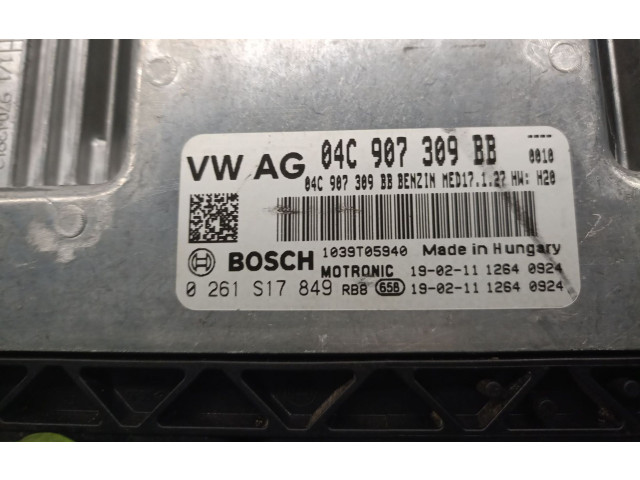 VW AG 04C 907 309 BB 0010
04C 907 309 BB BENZIN MED17.1.27 HW: H20
BOSCH 1039T05940 Made in Hungary
MOTRONIC 19-02-11 1264 0924
0 261 S17 849 RB8 658 19-02-11 1264 0924